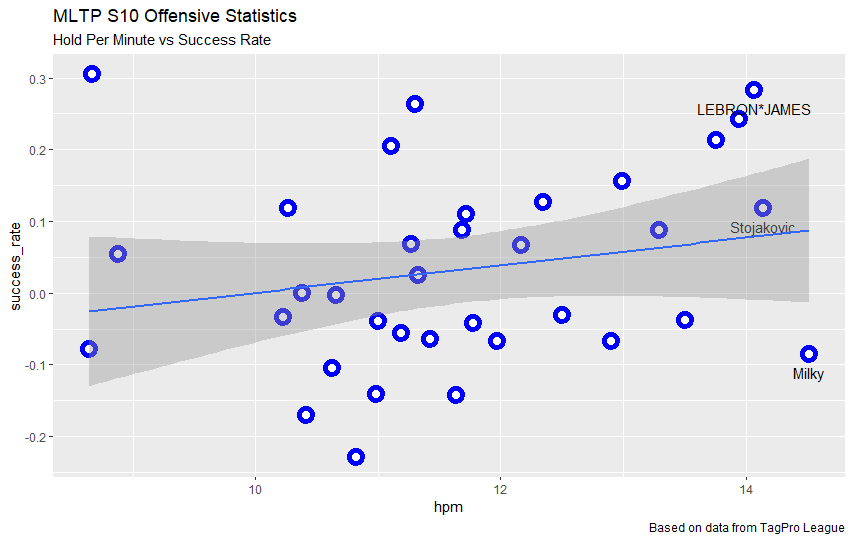 MLTP S10 Offensive Statistics
Hold Per Minute vs Success Rate
0.3
0.2
0.1
0.0
-0.1
-0.2
success_rate
LEBRON*JAMES
Stojakovic
Milky
10
12
14
hpm
Based on data from TagPro League